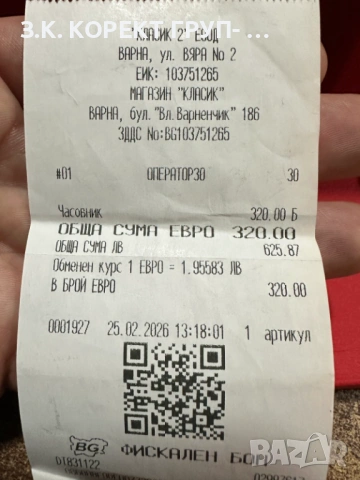 З.К. КОРЕКТ ГРУП-
"КЛАСИК 2" ЕООД
ВАРНА, ул. ВЯРА No 2
ЕИК: 103751265
МАГАЗИН "КЛАСИК"
ВАРНА, бул. "Вл.Варненчик" 186
ЗДДС No:BG103751265
#01 ОПЕРАТОР30 30
Часовник 320.00 Б
ОБЩА СУМА ЕВРО 320.00
ОБЩА СУМА ЛВ 625.87
Обменен курс 1 ЕВРО = 1.95583 ЛВ
В БРОЙ ЕВРО 320.00
0001927 25.02.2026 13:18:01 1 артикул
BG
ФИСКАЛЕН БОН
DI831122
bazar